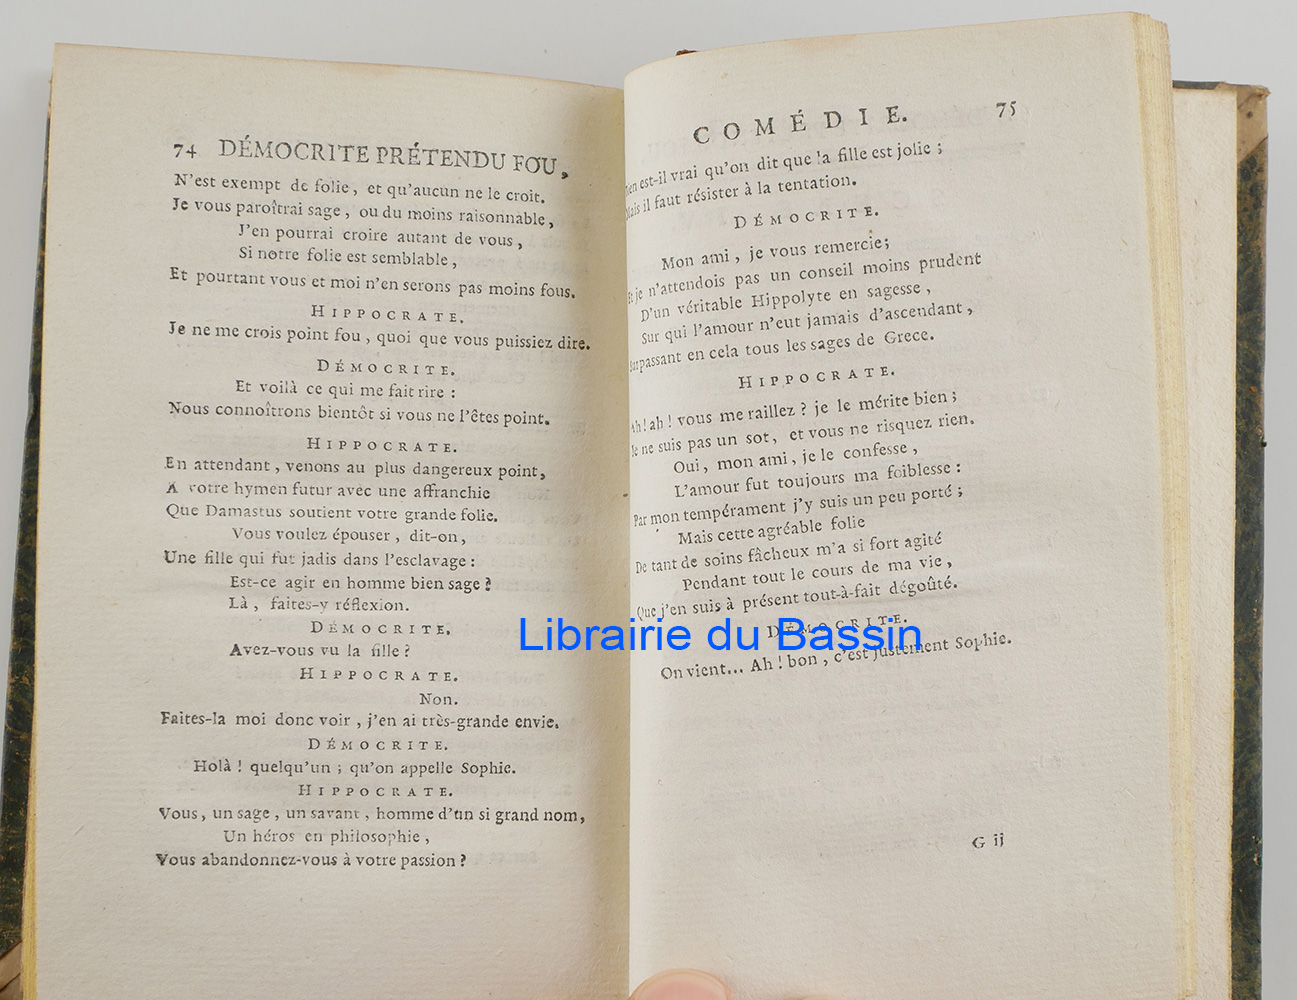 74 DÉMOCRITE PRÉTENDU FOU,
N'est exempt de folie, et qu'aucun ne le croit.
Je vous paroîtrai sage, ou du moins raisonnable,
J'en pourrai croire autant de vous,
Si notre folie est semblable,
Et pourtant vous et moi n'en serons pas moins fous.
HIPPOCRATE.
Je ne me crois point fou, quoi que vous puissiez dire.
DÉMOCRITE.
Et voilà ce qui me fait rire :
Nous connoîtrons bientôt si vous ne l'êtes point.
HIPPOCRATE.
En attendant, venons au plus dangereux point,
A votre hymen futur avec une affranchie
Que Damastus soutient votre grande folie.
Vous voulez épouser, dit-on,
Une fille qui fut jadis dans l'esclavage :
Est-ce agir en homme bien sage ?
Là, faites-y réflexion.
DÉMOCRITE.
Avez-vous vu la fille ?
HIPPOCRATE.
Non.
Faites-la moi donc voir, j'en ai très-grande envie.
DÉMOCRITE.
Holà ! quelqu'un ; qu'on appelle Sophie.
HIPPOCRATE.
Vous, un sage, un savant, homme d'un si grand nom,
Un héros en philosophie,
Vous abandonnez-vous à votre passion ?
COMÉDIE. 75
est-il vrai qu'on dit que la fille est jolie ;
Mais il faut résister à la tentation.
DÉMOCRITE.
Mon ami, je vous remercie;
Et je n'attendois pas un conseil moins prudent
D'un véritable Hippolyte en sagesse,
Sur qui l'amour n'eut jamais d'ascendant,
Surpassant en cela tous les sages de Grece.
HIPPOCRATE.
Ah ! ah ! vous me raillez ? je le mérite bien ;
Je ne suis pas un sot, et vous ne risquez rien.
Oui, mon ami, je le confesse,
L'amour fut toujours ma foiblesse :
Par mon tempérament j'y suis un peu porté ;
Mais cette agréable folie
De tant de soins fâcheux m'a si fort agité
Pendant tout le cours de ma vie,
Que j'en suis à présent tout-à-fait dégoûté.
DÉMOCRITE.
On vient... Ah ! bon, c'est justement Sophie.
G ij
Librairie du Bassin